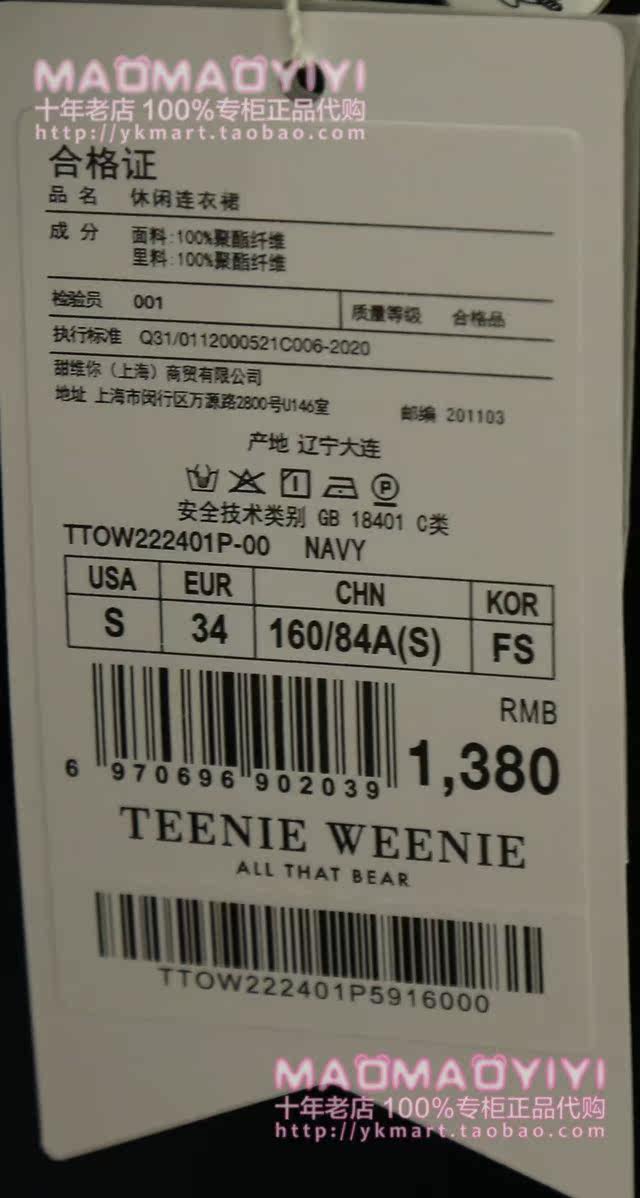 MAOMAOYIYI
十年老店 100%专柜正品代购
http://ykmart.taobao.com
合格证
品 名 休闲连衣裙
成 分 面料:100%聚酯纤维
里料:100%聚酯纤维
检验员 001 质量等级 合格品
执行标准 Q31/0112000521C006-2020
甜维你（上海）商贸有限公司
地址 上海市闵行区万源路2800号U146室 邮编 201103
产地 辽宁大连
P
安全技术类别 GB 18401 C类
TTOW222401P-00 NAVY
USA EUR CHN KOR
S 34 160/84A(S) FS
RMB
1,380
6 970696 902039
TEENIE WEENIE
ALL THAT BEAR
TTOW222401P5916000
MAOMAOYIYI
十年老店 100%专柜正品代购
http://ykmart.taobao.com